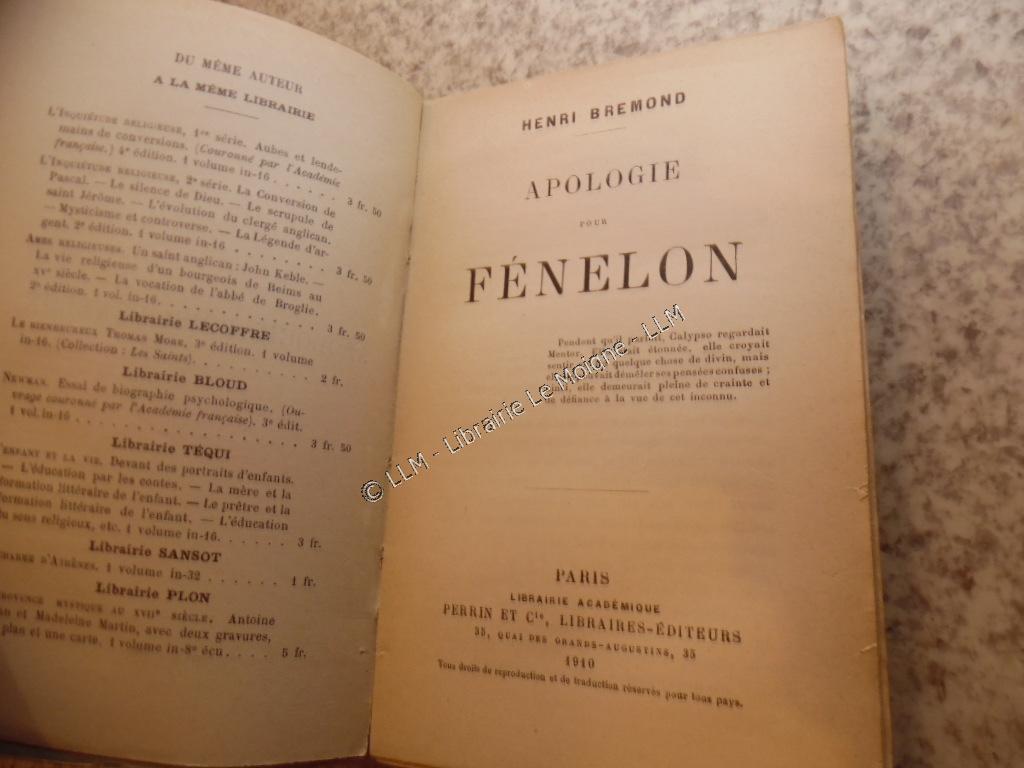 DU MÊME AUTEUR
A LA MÊME LIBRAIRIE
L'INQUIÉTUDE RELIGIEUSE, 1re série. Aubes et lende-
mains de conversions. (Couronné par l'Académie
française.) 4e édition. 1 volume in-16 . . . . . 3 fr. 50
L'INQUIÉTUDE RELIGIEUSE, 2e série. La Conversion de
Pascal. — Le silence de Dieu. — Le scrupule de
saint Jérôme. — L'évolution du clergé anglican.
— Mysticisme et controverse. — La Légende d'ar-
gent. 2e édition. 1 volume in-16 . . . . . . . 3 fr. 50
AMES RELIGIEUSES. Un saint anglican : John Keble. —
La vie religieuse d'un bourgeois de Reims au
XVe siècle. — La vocation de l'abbé de Broglie.
2e édition. 1 vol. in-16. . . . . . . . . . . . 3 fr. 50
Librairie LECOFFRE
LE BIENHEUREUX THOMAS MORE, 3e édition. 1 volume
in-16. (Collection : Les Saints). . . . . . . . 2 fr.
Librairie BLOUD
NEWMAN. Essai de biographie psychologique. (Ou-
vrage couronné par l'Académie française). 3e édit.
1 vol. in-16 . . . . . . . . . . . . . . . . . 3 fr. 50
Librairie TÉQUI
L'ENFANT ET LA VIE. Devant des portraits d'enfants.
— L'éducation par les contes. — La mère et la
formation littéraire de l'enfant. — Le prêtre et la
formation littéraire de l'enfant. — L'éducation
du sens religieux, etc. 1 volume in-16. . . . . . 3 fr.
Librairie SANSOT
D'ATHÈNES. 1 volume in-32 . . . . . . 1 fr.
Librairie PLON
PROVENCE MYSTIQUE AU XVIIe SIÈCLE. Antoine
et Madeleine Martin, avec deux gravures,
plan et une carte. 1 volume in-8° écu. . . . . 5 fr.
HENRI BREMOND
APOLOGIE
POUR
FÉNELON
Pendant qu'il parlait, Calypso regardait
Mentor, était étonnée, elle croyait
sentir quelque chose de divin, mais
démêler ses pensées confuses ;
elle demeurait pleine de crainte et
de défiance à la vue de cet inconnu.
PARIS
LIBRAIRIE ACADÉMIQUE
PERRIN ET Cie, LIBRAIRES-ÉDITEURS
35, QUAI DES GRANDS-AUGUSTINS, 35
1910
Tous droits de reproduction et de traduction réservés pour tous pays.
© LLM - Librairie Le Moigne - LLM